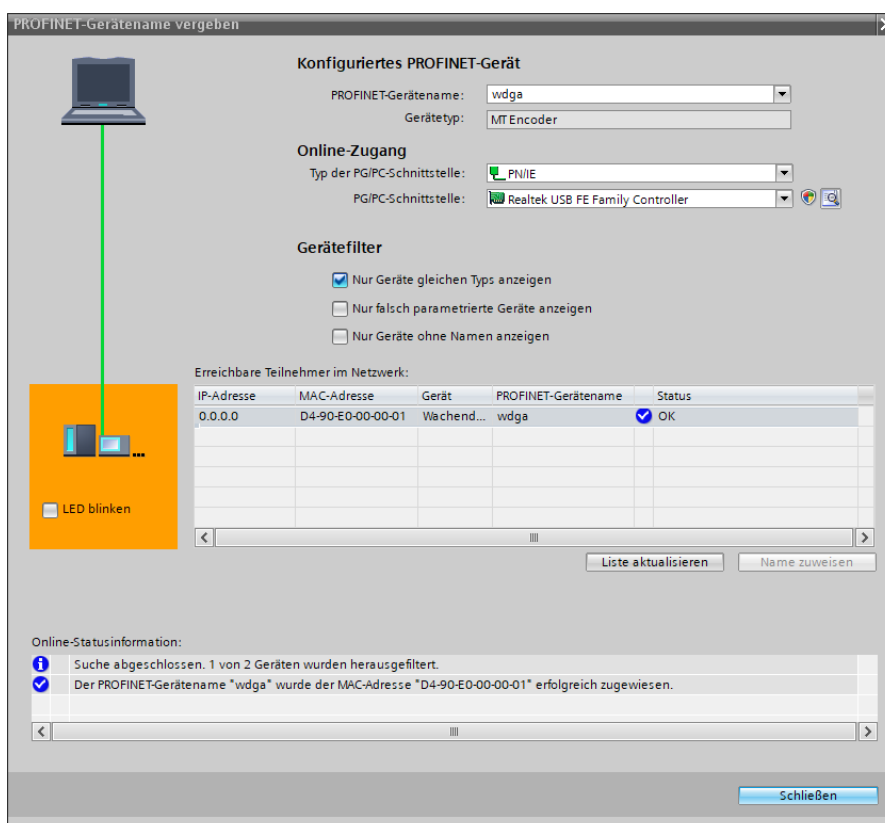 PROFINET-Gerätename vergeben
Konfiguriertes PROFINET-Gerät
PROFINET-Gerätename: wdga
Gerätetyp: MT Encoder
Online-Zugang
Typ der PG/PC-Schnittstelle: PN/IE
PG/PC-Schnittstelle: Realtek USB FE Family Controller
Gerätefilter
Nur Geräte gleichen Typs anzeigen
Nur falsch parametrierte Geräte anzeigen
Nur Geräte ohne Namen anzeigen
Erreichbare Teilnehmer im Netzwerk:
IP-Adresse MAC-Adresse Gerät PROFINET-Gerätename Status
0.0.0.0 D4-90-E0-00-00-01 Wachend... wdga OK
LED blinken
Liste aktualisieren Name zuweisen
Online-Statusinformation:
Suche abgeschlossen. 1 von 2 Geräten wurden herausgefiltert.
Der PROFINET-Gerätename "wdga" wurde der MAC-Adresse "D4-90-E0-00-00-01" erfolgreich zugewiesen.
Schließen